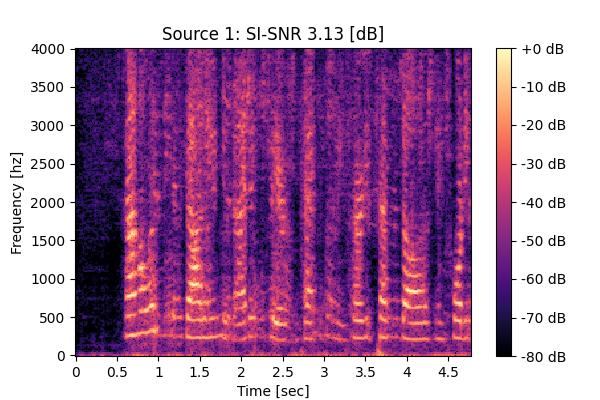 Source 1: SI-SNR 3.13 [dB]
4000
3500
3000
2500
2000
1500
1000
500
0
Frequency [hz]
0 0.5 1 1.5 2 2.5 3 3.5 4 4.5
Time [sec]
+0 dB
-10 dB
-20 dB
-30 dB
-40 dB
-50 dB
-60 dB
-70 dB
-80 dB